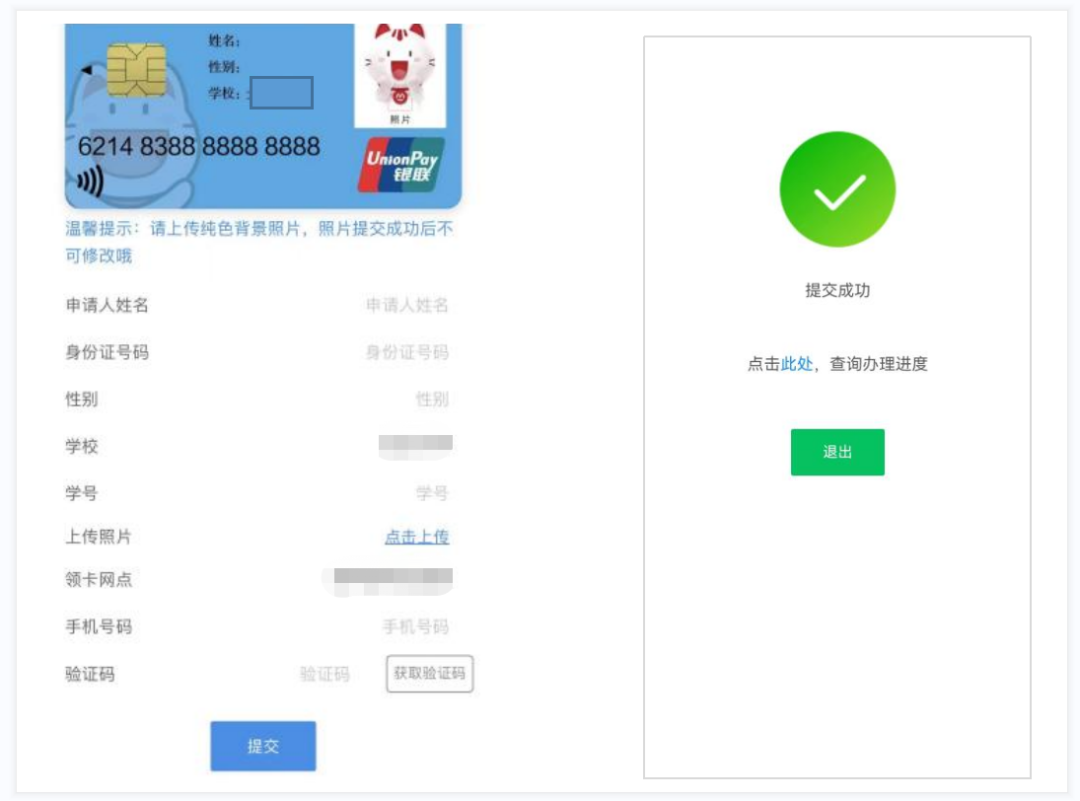 姓名：
性别：
学校：
照片
6214 8388 8888 8888
UnionPay
银联
温馨提示：请上传纯色背景照片，照片提交成功后不
可修改哦
申请人姓名 申请人姓名
身份证号码 身份证号码
性别 性别
学校
学号 学号
上传照片 点击上传
领卡网点
手机号码 手机号码
验证码 验证码 获取验证码
提交
提交成功
点击此处，查询办理进度
退出